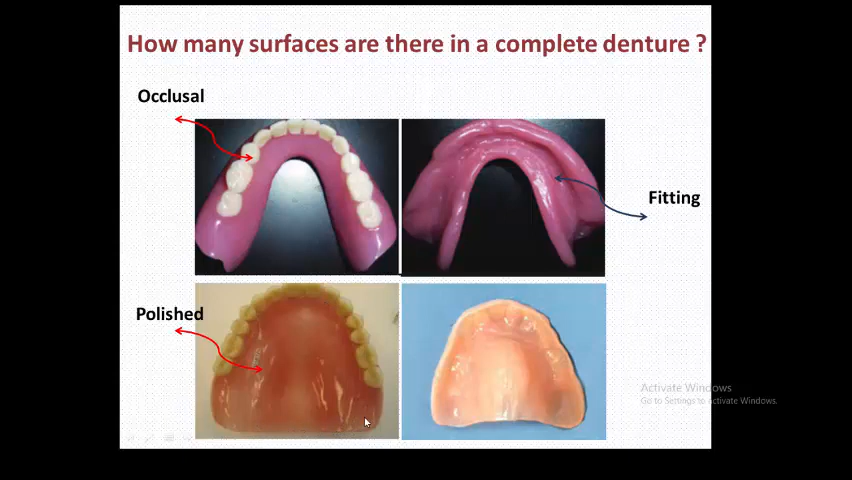 How many surfaces are there in a complete denture ?
Occlusal
Fitting
Polished
Activate Windows
Go to Settings to activate Windows.